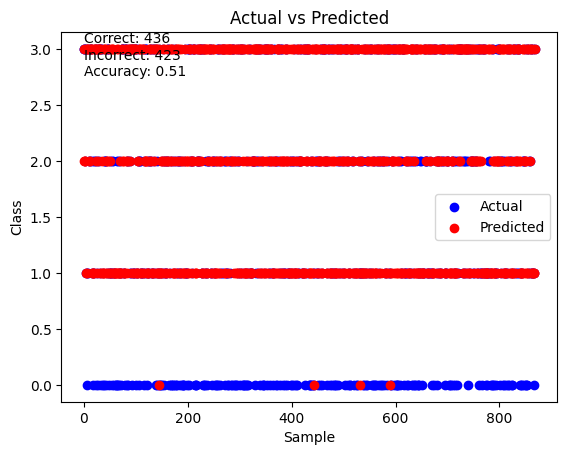 Actual vs Predicted
3.0
2.5
2.0
1.5
1.0
0.5
0.0
Class
Correct: 436
Incorrect: 423
Accuracy: 0.51
Actual
Predicted
0
200
400
600
800
Sample